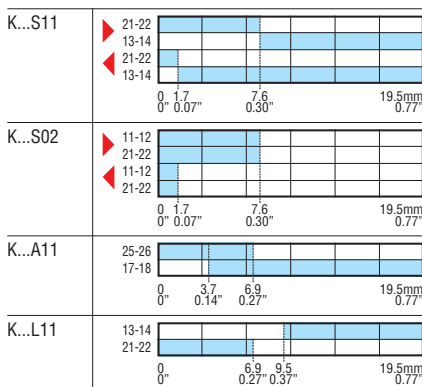 K...S11
21-22
13-14
21-22
13-14
0 1.7 7.6 19.5mm
0" 0.07" 0.30" 0.77"
K...S02
11-12
21-22
11-12
21-22
0 1.7 7.6 19.5mm
0" 0.07" 0.30" 0.77"
K...A11
25-26
17-18
0 3.7 6.9 19.5mm
0" 0.14" 0.27" 0.77"
K...L11
13-14
21-22
0 6.9 9.5 19.5mm
0" 0.27" 0.37" 0.77"